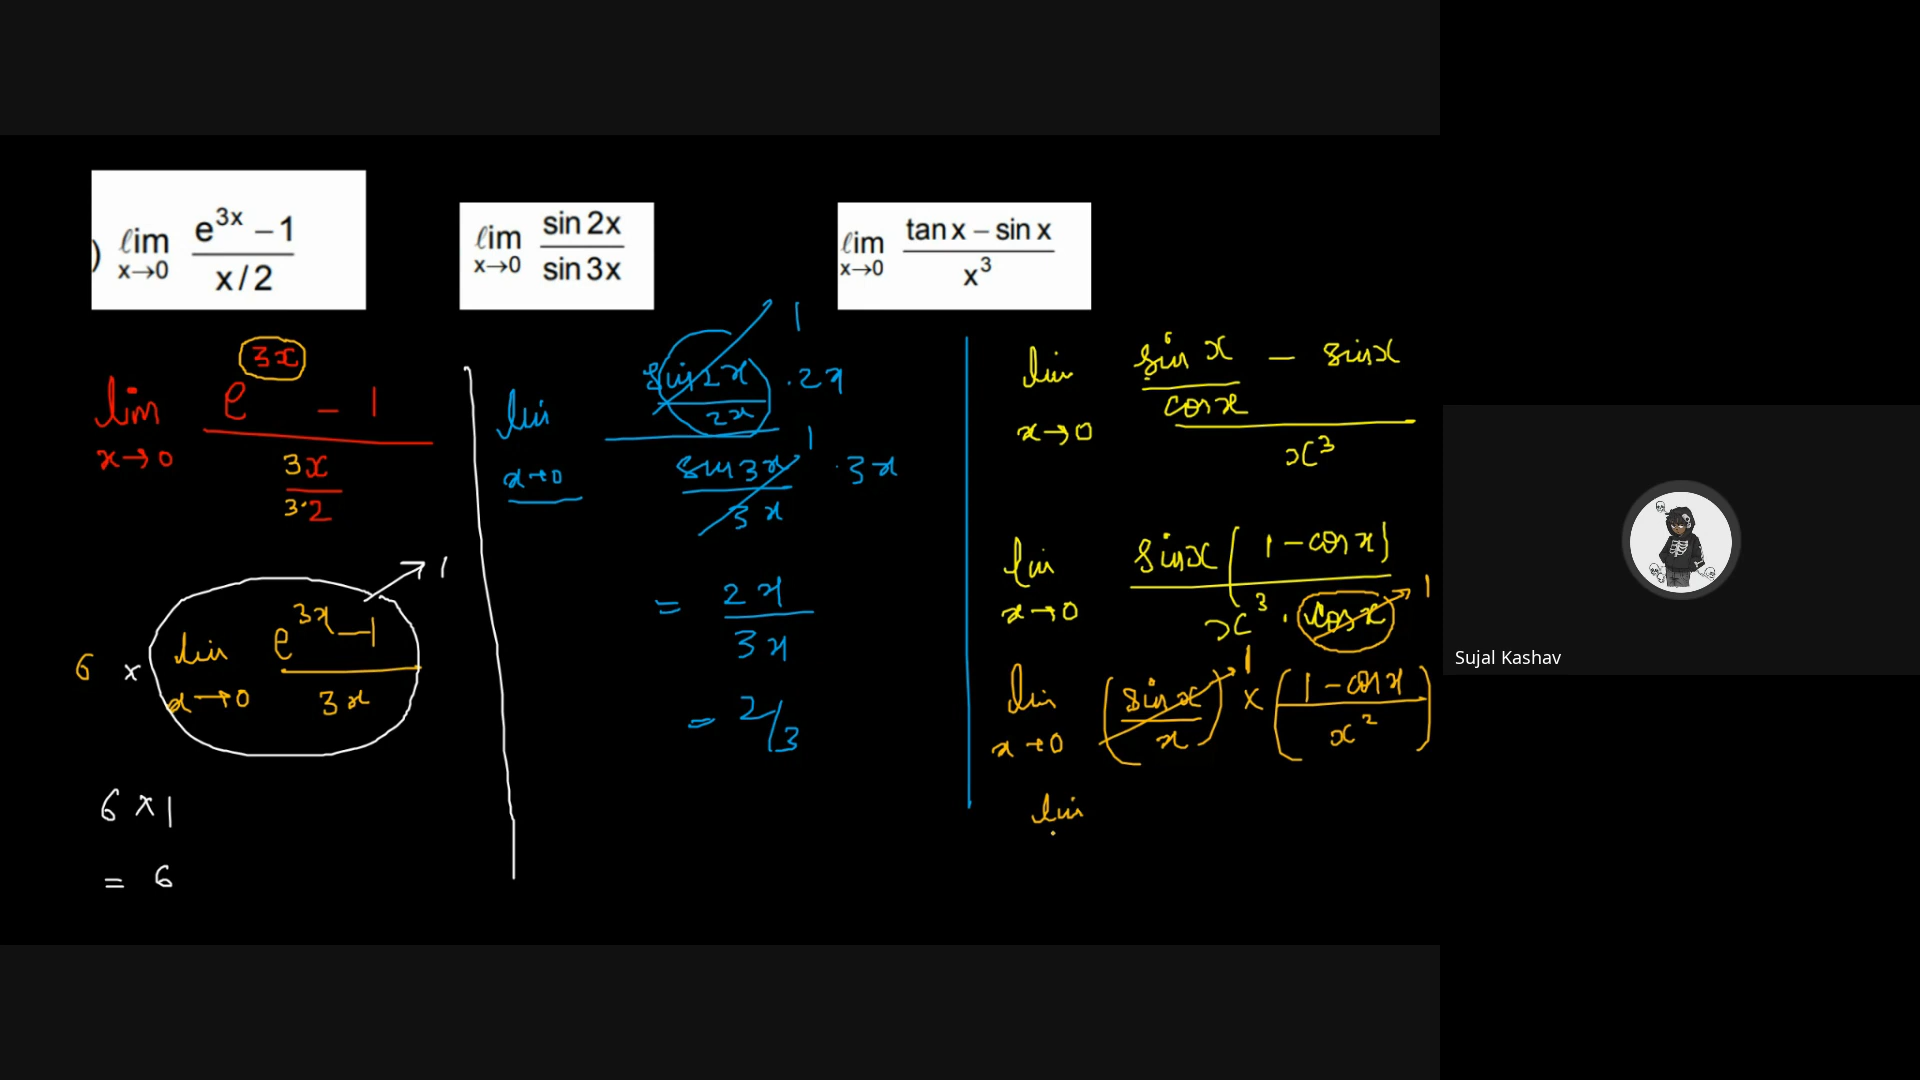 ) ℓim x→0 e^{3x} – 1 / x/2
ℓim x→0 sin 2x / sin 3x
ℓim x→0 tan x – sin x / x^3
lim x→0 e^{3x} - 1 / (3x / 3·2)
6 × lim x→0 e^{3x} - 1 / 3x → 1
6 × 1
= 6
lim x→0 (sin 2x / 2x) 1 · 2x / (sin 3x / 3x) 1 · 3x
= 2x / 3x
= 2/3
lim x→0 (sin x / cos x - sin x) / x^3
lim x→0 sin x (1 - cos x) / x^3 · cos x → 1
lim x→0 (sin x / x) → 1 × (1 - cos x / x^2)
lim
Sujal Kashav